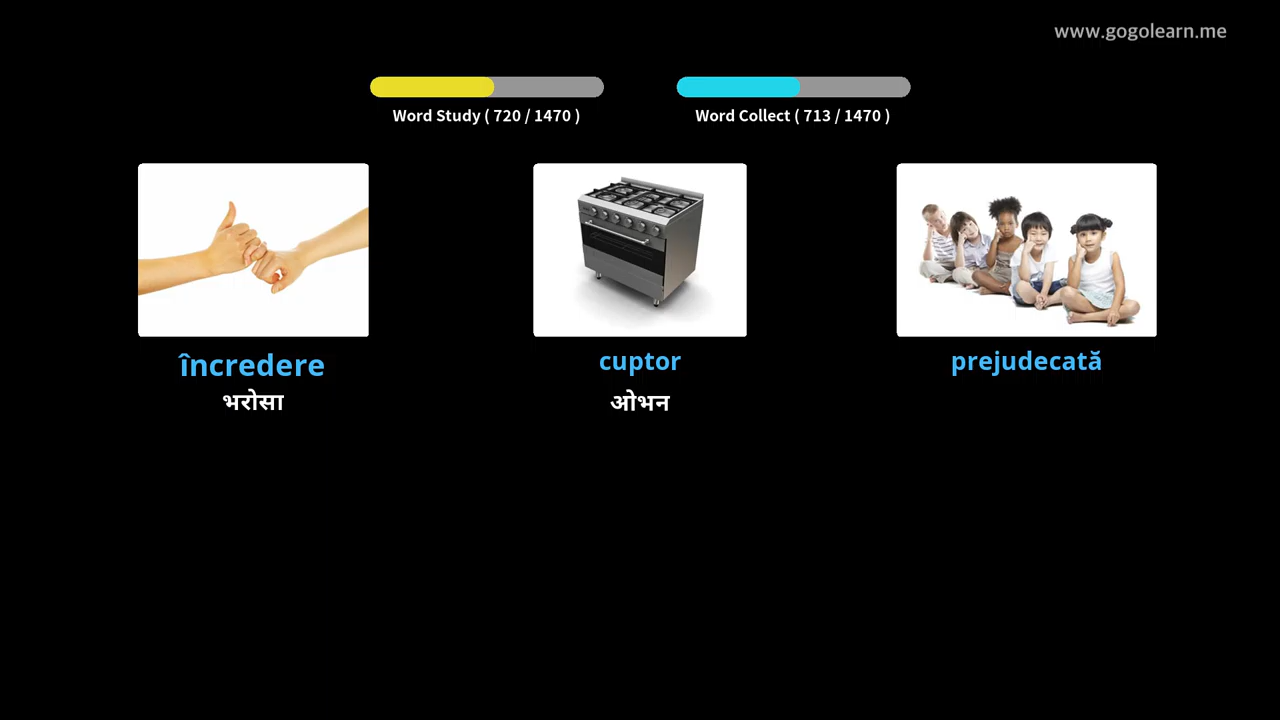 www.gogolearn.me
Word Study ( 720 / 1470 )
Word Collect ( 713 / 1470 )
încredere
cuptor
prejudecată
भरोसा
ओभन